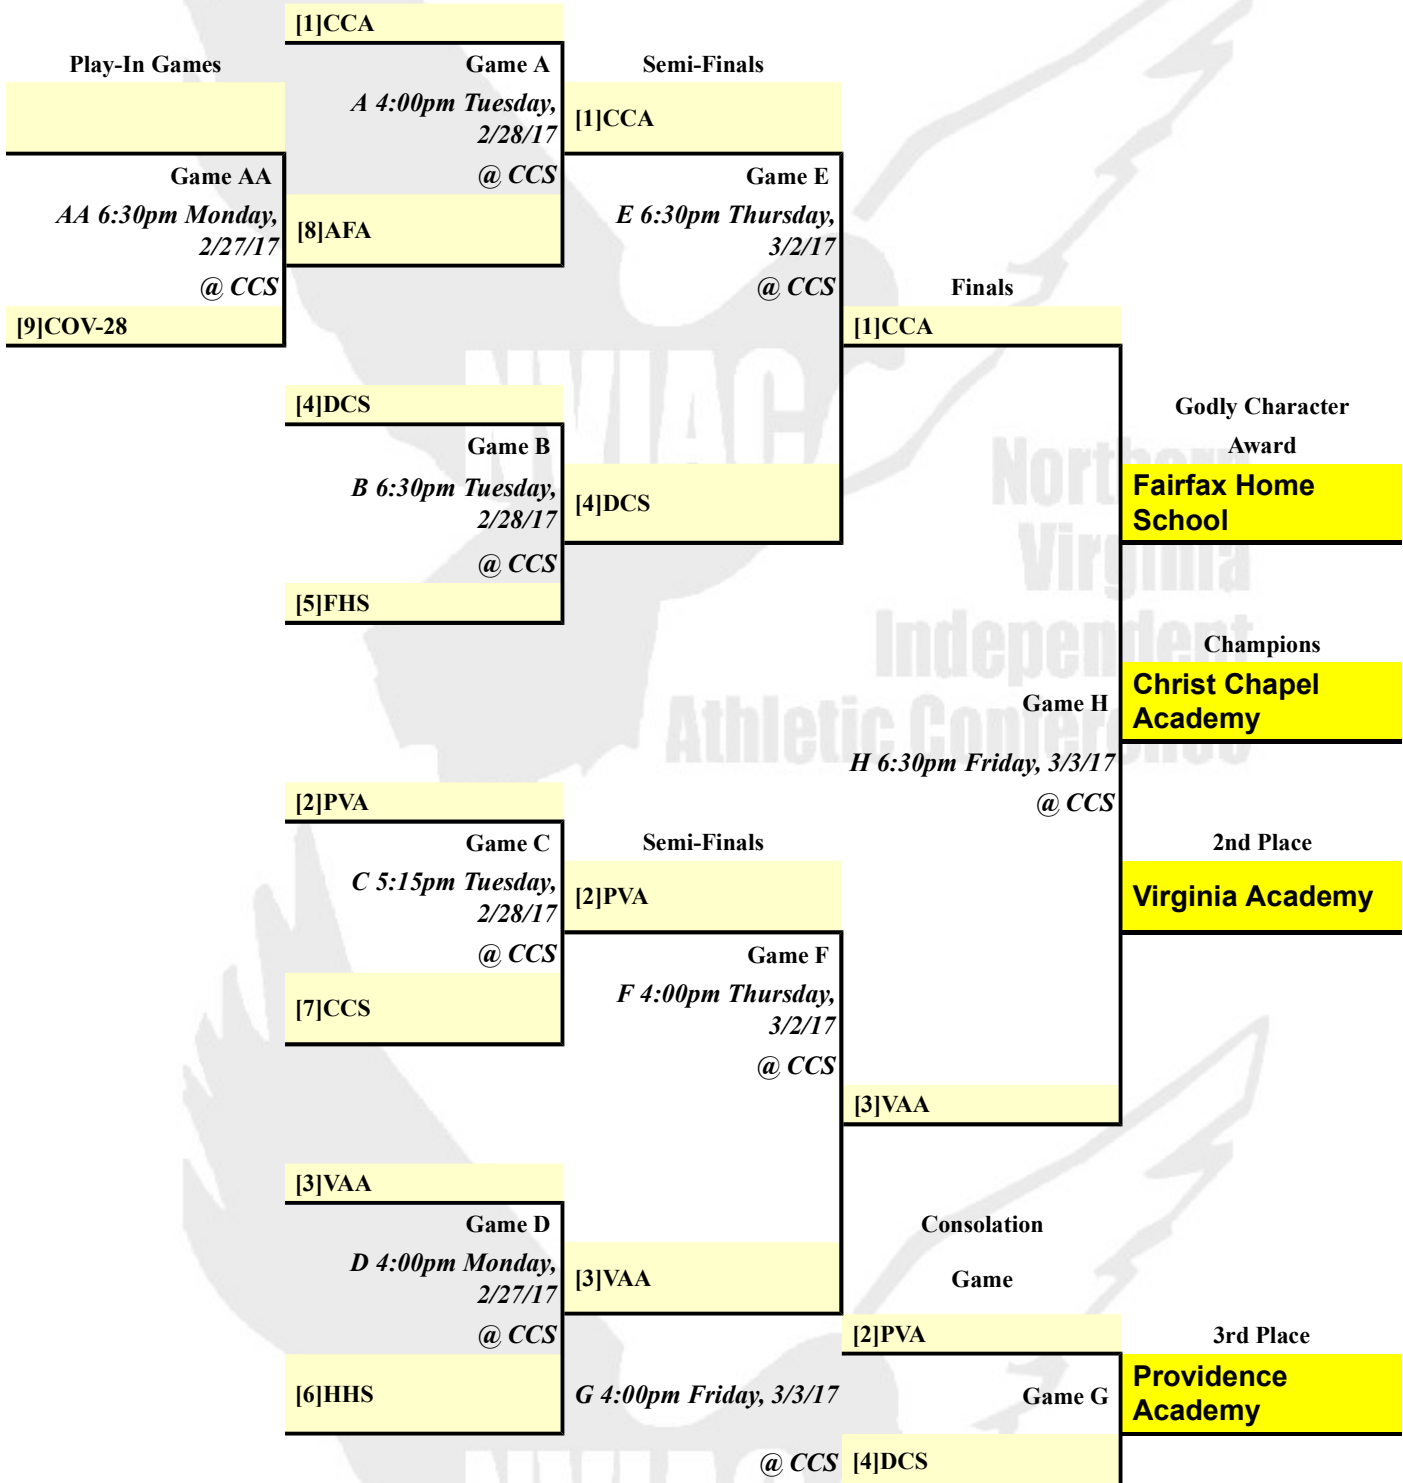 [1]CCA
Play-In Games
Game A
Semi-Finals
A 4:00pm Tuesday,
2/28/17
[1]CCA
@ CCS
Game AA
Game E
AA 6:30pm Monday,
2/27/17
[8]AFA
E 6:30pm Thursday,
3/2/17
@ CCS
@ CCS
Finals
[9]COV-28
[1]CCA
NVIAC
[4]DCS
Godly Character
Award
Game B
B 6:30pm Tuesday,
2/28/17
[4]DCS
Fairfax Home
School
@ CCS
[5]FHS
Northern
Virginia
Independent
Athletic Conference
Champions
Christ Chapel
Academy
Game H
H 6:30pm Friday, 3/3/17
@ CCS
[2]PVA
Game C
Semi-Finals
2nd Place
C 5:15pm Tuesday,
2/28/17
[2]PVA
Virginia Academy
@ CCS
Game F
[7]CCS
F 4:00pm Thursday,
3/2/17
@ CCS
[3]VAA
[3]VAA
Game D
Consolation
Game
D 4:00pm Monday,
2/27/17
[3]VAA
@ CCS
[2]PVA
3rd Place
[6]HHS
G 4:00pm Friday, 3/3/17
Game G
Providence
Academy
@ CCS
[4]DCS
NVIAC